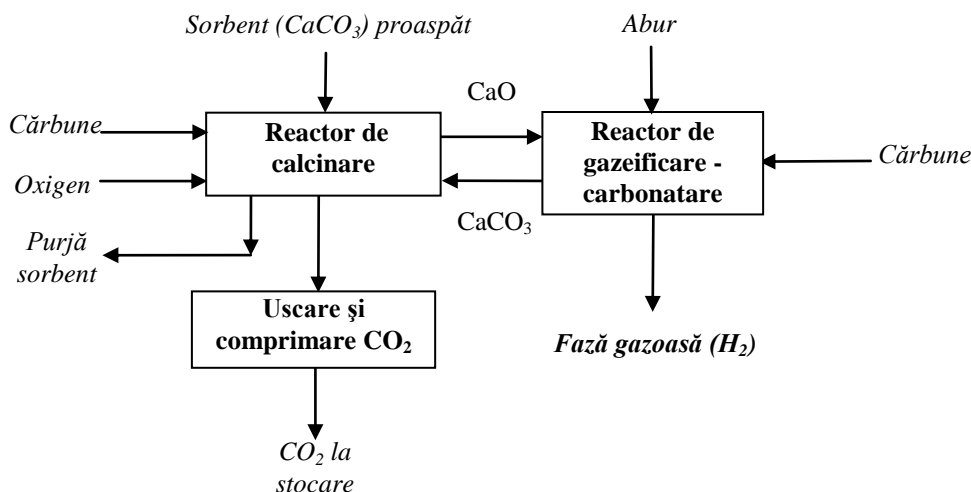 Sorbent (CaCO3) proaspăt
Abur
CaO
Cărbune
Reactor de
calcinare
Reactor de
gazeificare -
carbonatare
Cărbune
Oxigen
CaCO3
Purjă
sorbent
Uscare şi
comprimare CO2
Fază gazoasă (H2)
CO2 la
stocare